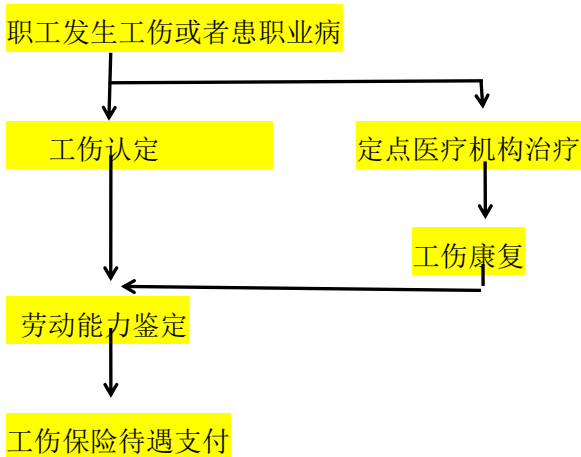 职工发生工伤或者患职业病
工伤认定
定点医疗机构治疗
工伤康复
劳动能力鉴定
工伤保险待遇支付